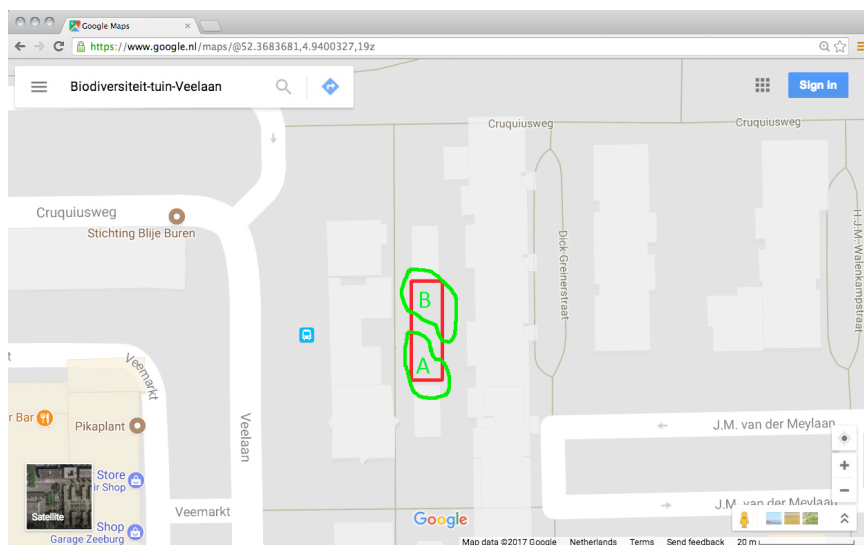 Google Maps
https://www.google.nl/maps/@52.3683681,4.9400327,19z
Biodiversiteit-tuin-Veelaan
Sign in
Cruquiusweg
Cruquiusweg
Cruquiusweg
Stichting Blije Buren
Dick Greinerstraat
H.J.M. Walenkampstraat
B
A
Veemarkt
r Bar
Pikaplant
Veelaan
J.M. van der Meylaan
Store
ir Shop
Satellite
Veemarkt
Google
J.M. van der Meylaan
Shop
Garage Zeeburg
Map data ©2017 Google Netherlands Terms Send feedback 20 m